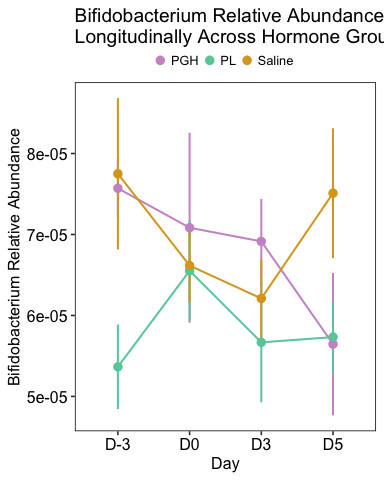 Bifidobacterium Relative Abundance
Longitudinally Across Hormone Grou
PGH PL Saline
Bifidobacterium Relative Abundance
8e-05
7e-05
6e-05
5e-05
D-3 D0 D3 D5
Day